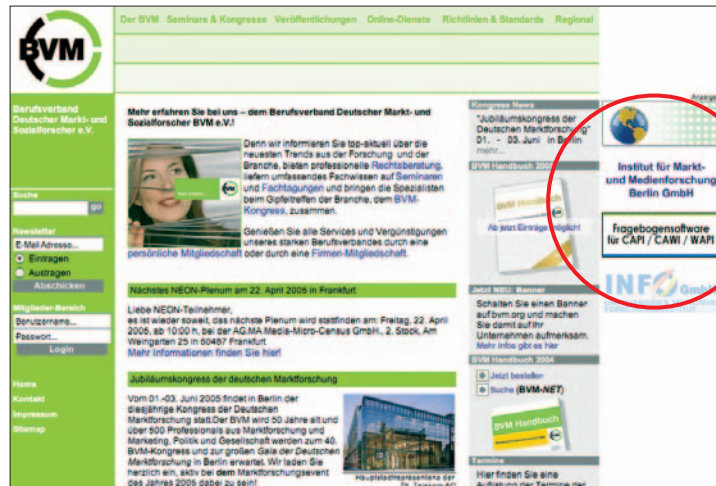 BVM
Der BVM Seminare & Kongresse Veröffentlichungen Online-Dienste Richtlinien & Standards Regional
Berufsverband
Deutscher Markt- und
Sozialforscher e.V.
Suche
go
Newsletter
E-Mail Adresse...
Eintragen
Austragen
Abschicken
Mitglieder-Bereich
Benutzername...
Passwort...
Login
Home
Kontakt
Impressum
Sitemap
Mehr erfahren Sie bei uns – dem Berufsverband Deutscher Markt- und
Sozialforscher BVM e.V.!
Denn wir informieren Sie top-aktuell über die
neuesten Trends aus der Forschung und der
Branche, bieten professionelle Rechtsberatung,
liefern umfassendes Fachwissen auf Seminaren
und Fachtagungen und bringen die Spezialisten
beim Gipfeltreffen der Branche, dem BVM-
Kongress, zusammen.
Genießen Sie alle Services und Vergünstigungen
unseres starken Berufsverbandes durch eine
persönliche Mitgliedschaft oder durch eine Firmen-Mitgliedschaft.
Nächstes NEON-Plenum am 22. April 2005 in Frankfurt
Liebe NEON-Teilnehmer,
es ist wieder soweit, das nächste Plenum wird stattfinden am: Freitag, 22. April
2005, ab 10:00 h, bei der AG.MA Media-Micro-Census GmbH., 2. Stock, Am
Weingarten 25 in 60487 Frankfurt
Mehr Informationen finden Sie hier!
Jubiläumskongress der deutschen Marktforschung
Vom 01.-03. Juni 2005 findet in Berlin der
diesjährige Kongress der Deutschen
Marktforschung statt.Der BVM wird 50 Jahre alt und
über 500 Professionals aus Marktforschung und
Marketing, Politik und Gesellschaft werden zum 40.
BVM-Kongress und zur großen Gala der Deutschen
Marktforschung in Berlin erwartet. Wir laden Sie
herzlich ein, aktiv bei dem Marktforschungsevent
des Jahres 2005 dabei zu sein!
Hauptstadtrepräsentanz der
Kongress News
"Jubiläumskongress der
Deutschen Marktforschung"
01. - 03. Juni in Berlin
mehr...
BVM Handbuch
BVM Handbuch
Ab jetzt Einträge möglich!
Jetzt NEU: Banner
Schalten Sie einen Banner
auf bvm.org und machen
Sie damit auf Ihr
Unternehmen aufmerksam.
Mehr Infos gibt es hier
BVM Handbuch 2004
Jetzt bestellen
Suche (BVM-NET)
BVM Handbuch
Termine
Hier finden Sie eine
Auflistung der Termine der
Institut für Markt-
und Medienforschung
Berlin GmbH
Fragebogensoftware
für CAPI / CAWI / WAPI
INFO GmbH